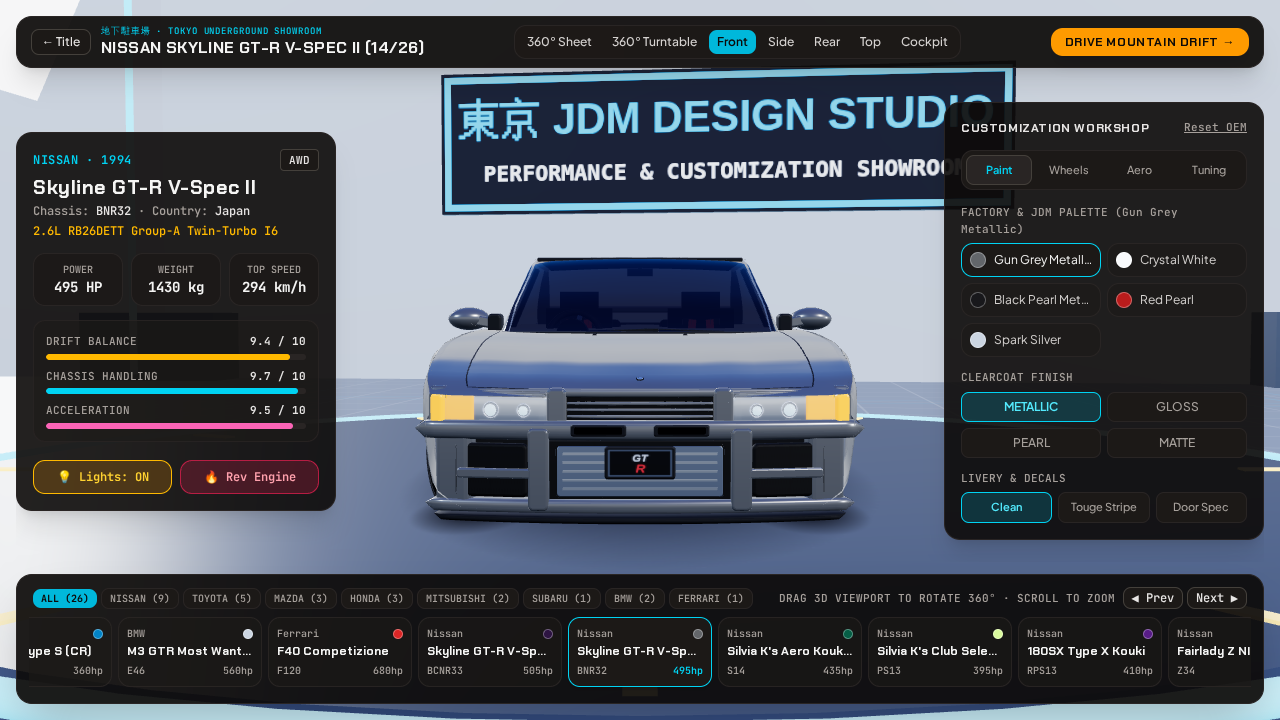 ← Title
地下駐車場 · TOKYO UNDERGROUND SHOWROOM
NISSAN SKYLINE GT-R V-SPEC II (14/26)
360° Sheet
360° Turntable
Front
Side
Rear
Top
Cockpit
DRIVE MOUNTAIN DRIFT →
東京 JDM DESIGN STUDIO
PERFORMANCE & CUSTOMIZATION SHOWROO
NISSAN · 1994
AWD
Skyline GT-R V-Spec II
Chassis: BNR32 · Country: Japan
2.6L RB26DETT Group-A Twin-Turbo I6
POWER
495 HP
WEIGHT
1430 kg
TOP SPEED
294 km/h
DRIFT BALANCE 9.4 / 10
CHASSIS HANDLING 9.7 / 10
ACCELERATION 9.5 / 10
💡 Lights: ON
🔥 Rev Engine
GT
R
CUSTOMIZATION WORKSHOP
Reset OEM
Paint
Wheels
Aero
Tuning
FACTORY & JDM PALETTE (Gun Grey
Metallic)
Gun Grey Metall...
Crystal White
Black Pearl Met...
Red Pearl
Spark Silver
CLEARCOAT FINISH
METALLIC
GLOSS
PEARL
MATTE
LIVERY & DECALS
Clean
Touge Stripe
Door Spec
ALL (26)
NISSAN (9)
TOYOTA (5)
MAZDA (3)
HONDA (3)
MITSUBISHI (2)
SUBARU (1)
BMW (2)
FERRARI (1)
DRAG 3D VIEWPORT TO ROTATE 360° · SCROLL TO ZOOM
◀ Prev
Next ▶
ype S (CR)
360hp
BMW
M3 GTR Most Want...
E46 560hp
Ferrari
F40 Competizione
F120 680hp
Nissan
Skyline GT-R V-Sp...
BCNR33 505hp
Nissan
Skyline GT-R V-Sp...
BNR32 495hp
Nissan
Silvia K's Aero Kouk...
S14 435hp
Nissan
Silvia K's Club Sele...
PS13 395hp
Nissan
180SX Type X Kouki
RPS13 410hp
Nissan
Fairlady Z NI
Z34